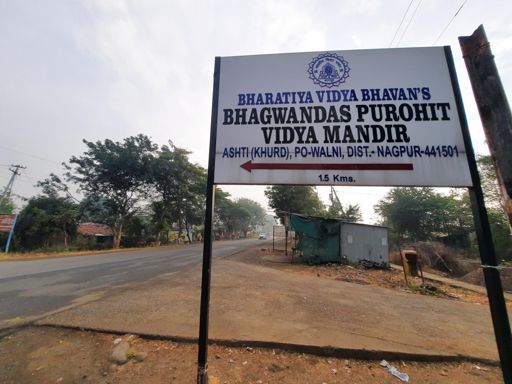 BHARATIYA VIDYA BHAVAN'S
BHAGWANDAS PUROHIT
VIDYA MANDIR
ASHTI (KHURD), PO-WALNI, DIST.- NAGPUR-441501
1.5 Kms.